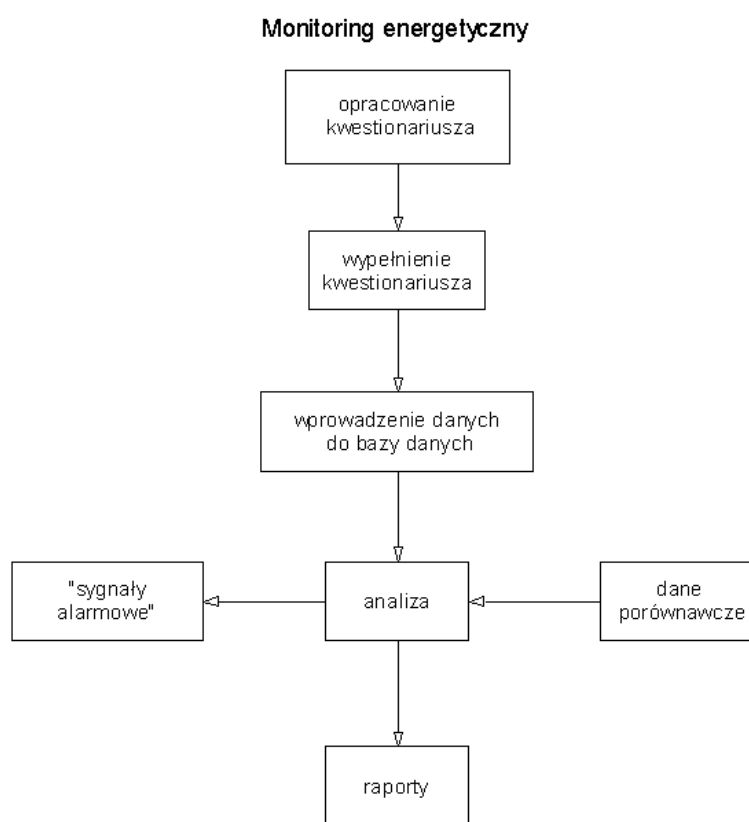 Monitoring energetyczny
opracowanie
kwestionariusza
wypełnienie
kwestionariusza
wprowadzenie danych
do bazy danych
"sygnały
alarmowe"
analiza
dane
porównawcze
raporty